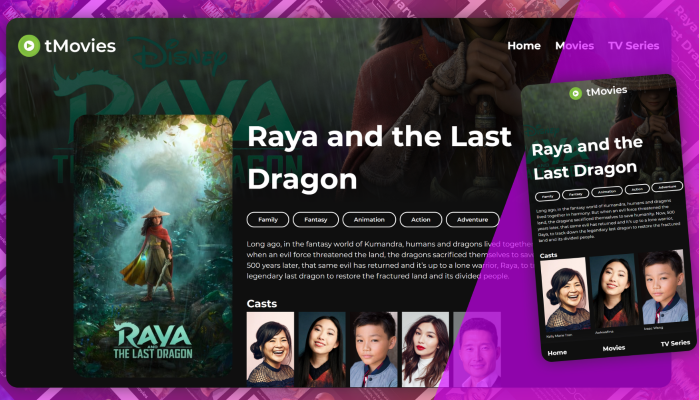 tMovies
Home Movies TV Series
Disney
RAYA
THE LAST DRAGON
Raya and the Last
Dragon
Family Fantasy Animation Action Adventure
Long ago, in the fantasy world of Kumandra, humans and dragons lived together
when an evil force threatened the land, the dragons sacrificed themselves to
500 years later, that same evil has returned and it's up to a lone warrior, Raya, to
legendary last dragon to restore the fractured land and its divided people.
Casts
RAYA
AND
THE LAST DRAGON
tMovies
Raya and the
Last Dragon
Family Fantasy Animation Action Adventure
Long ago, in the fantasy world of Kumandra, humans and dragons
lived together in harmony. But when an evil force threatened the
land, the dragons sacrificed themselves to save humanity. Now, 500
years later, that same evil has returned and it's up to a lone warrior,
Raya, to track down the legendary last dragon to restore the fractured
land and its divided people.
Casts
Kelly Marie Tran
Awkwafina
Izaac Wang
Home Movies TV Series